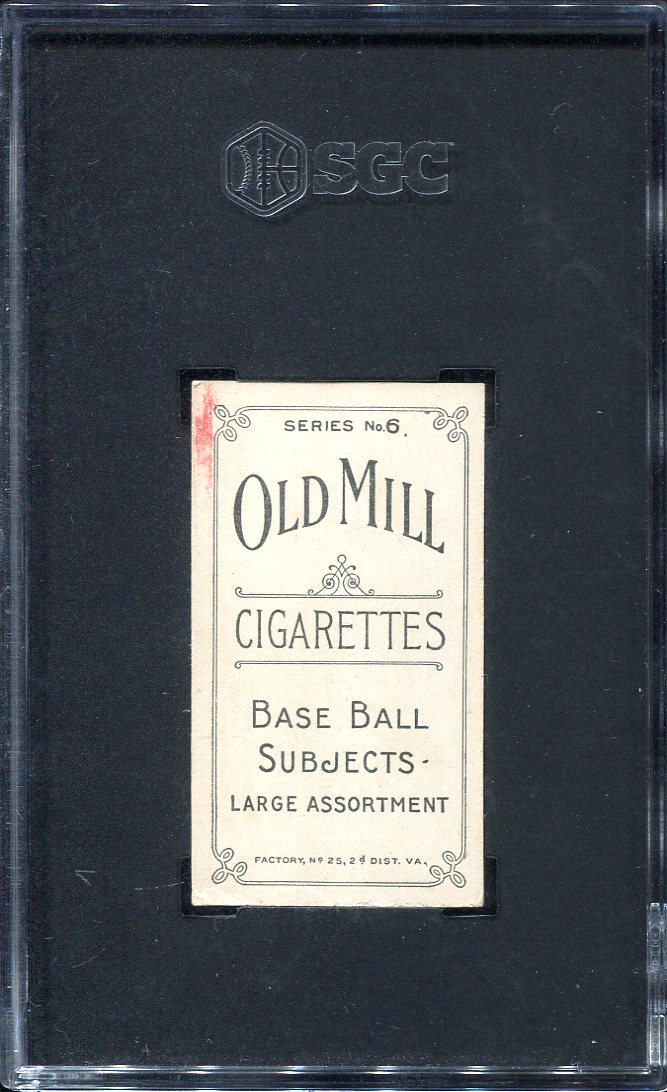 SGC
SERIES No.6.
OLD MILL
CIGARETTES
BASE BALL
SUBJECTS-
LARGE ASSORTMENT
FACTORY, Nº 25, 2d DIST. VA.